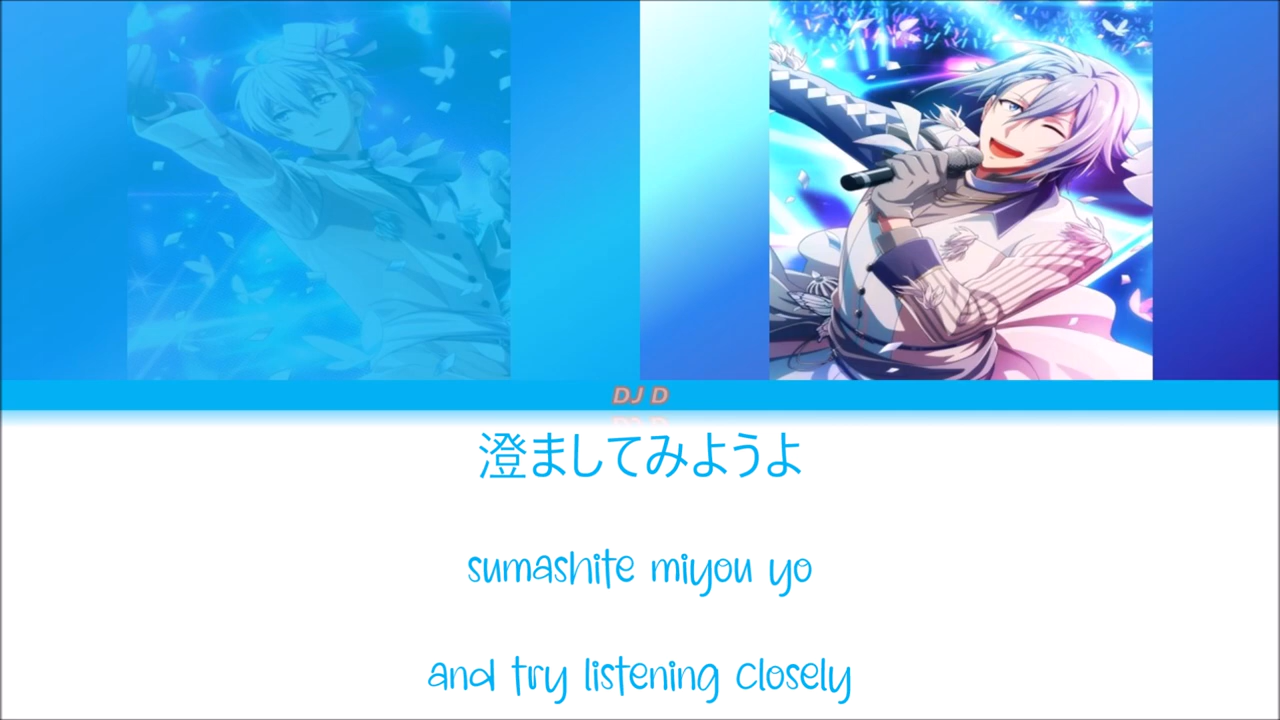 DJ D
澄ましてみようよ
sumashite miyou yo
and try listening closely